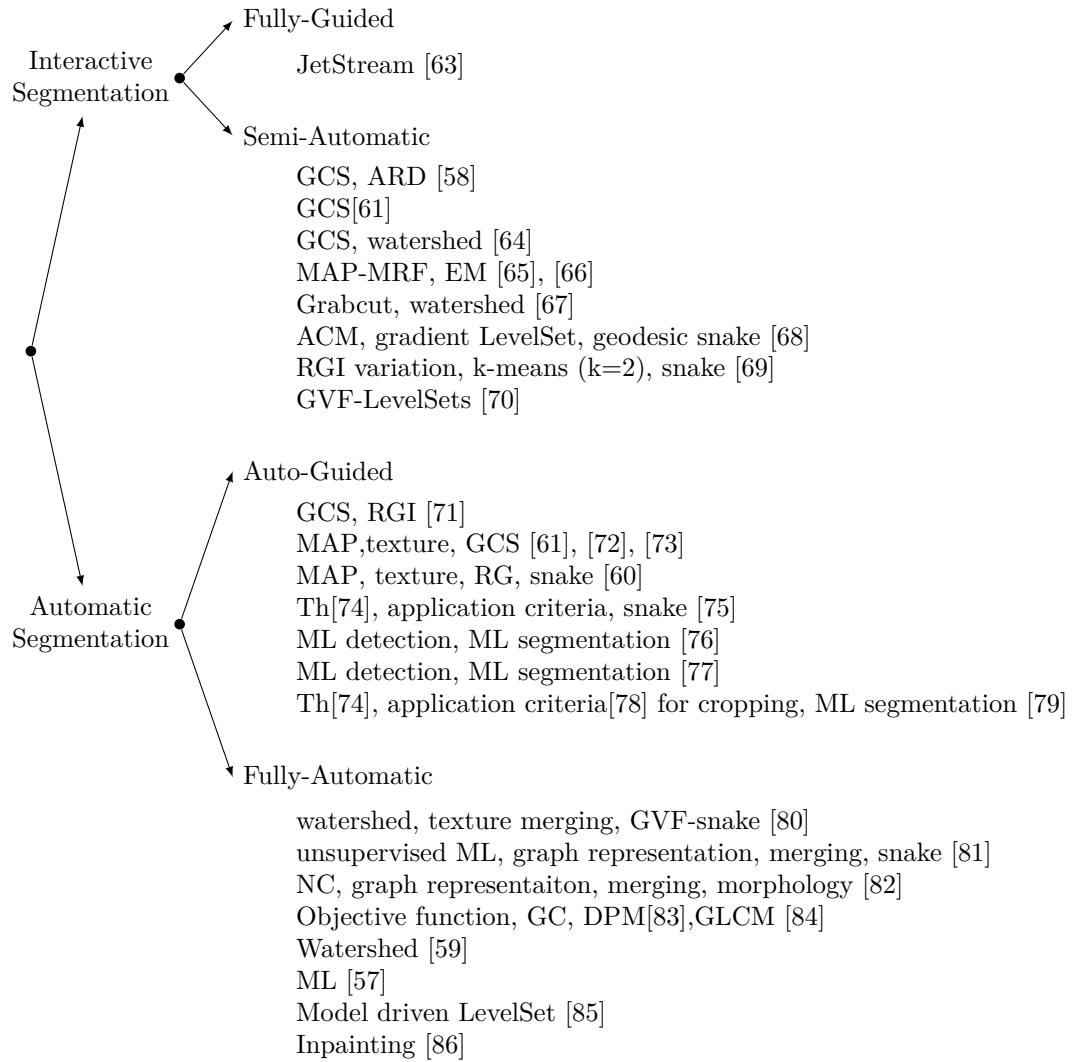 Fully-Guided
JetStream [63]
Interactive
Segmentation
Semi-Automatic
GCS, ARD [58]
GCS[61]
GCS, watershed [64]
MAP-MRF, EM [65], [66]
Grabcut, watershed [67]
ACM, gradient LevelSet, geodesic snake [68]
RGI variation, k-means (k=2), snake [69]
GVF-LevelSets [70]
Auto-Guided
GCS, RGI [71]
MAP,texture, GCS [61], [72], [73]
MAP, texture, RG, snake [60]
Th[74], application criteria, snake [75]
ML detection, ML segmentation [76]
ML detection, ML segmentation [77]
Th[74], application criteria[78] for cropping, ML segmentation [79]
Automatic
Segmentation
Fully-Automatic
watershed, texture merging, GVF-snake [80]
unsupervised ML, graph representation, merging, snake [81]
NC, graph representaiton, merging, morphology [82]
Objective function, GC, DPM[83],GLCM [84]
Watershed [59]
ML [57]
Model driven LevelSet [85]
Inpainting [86]